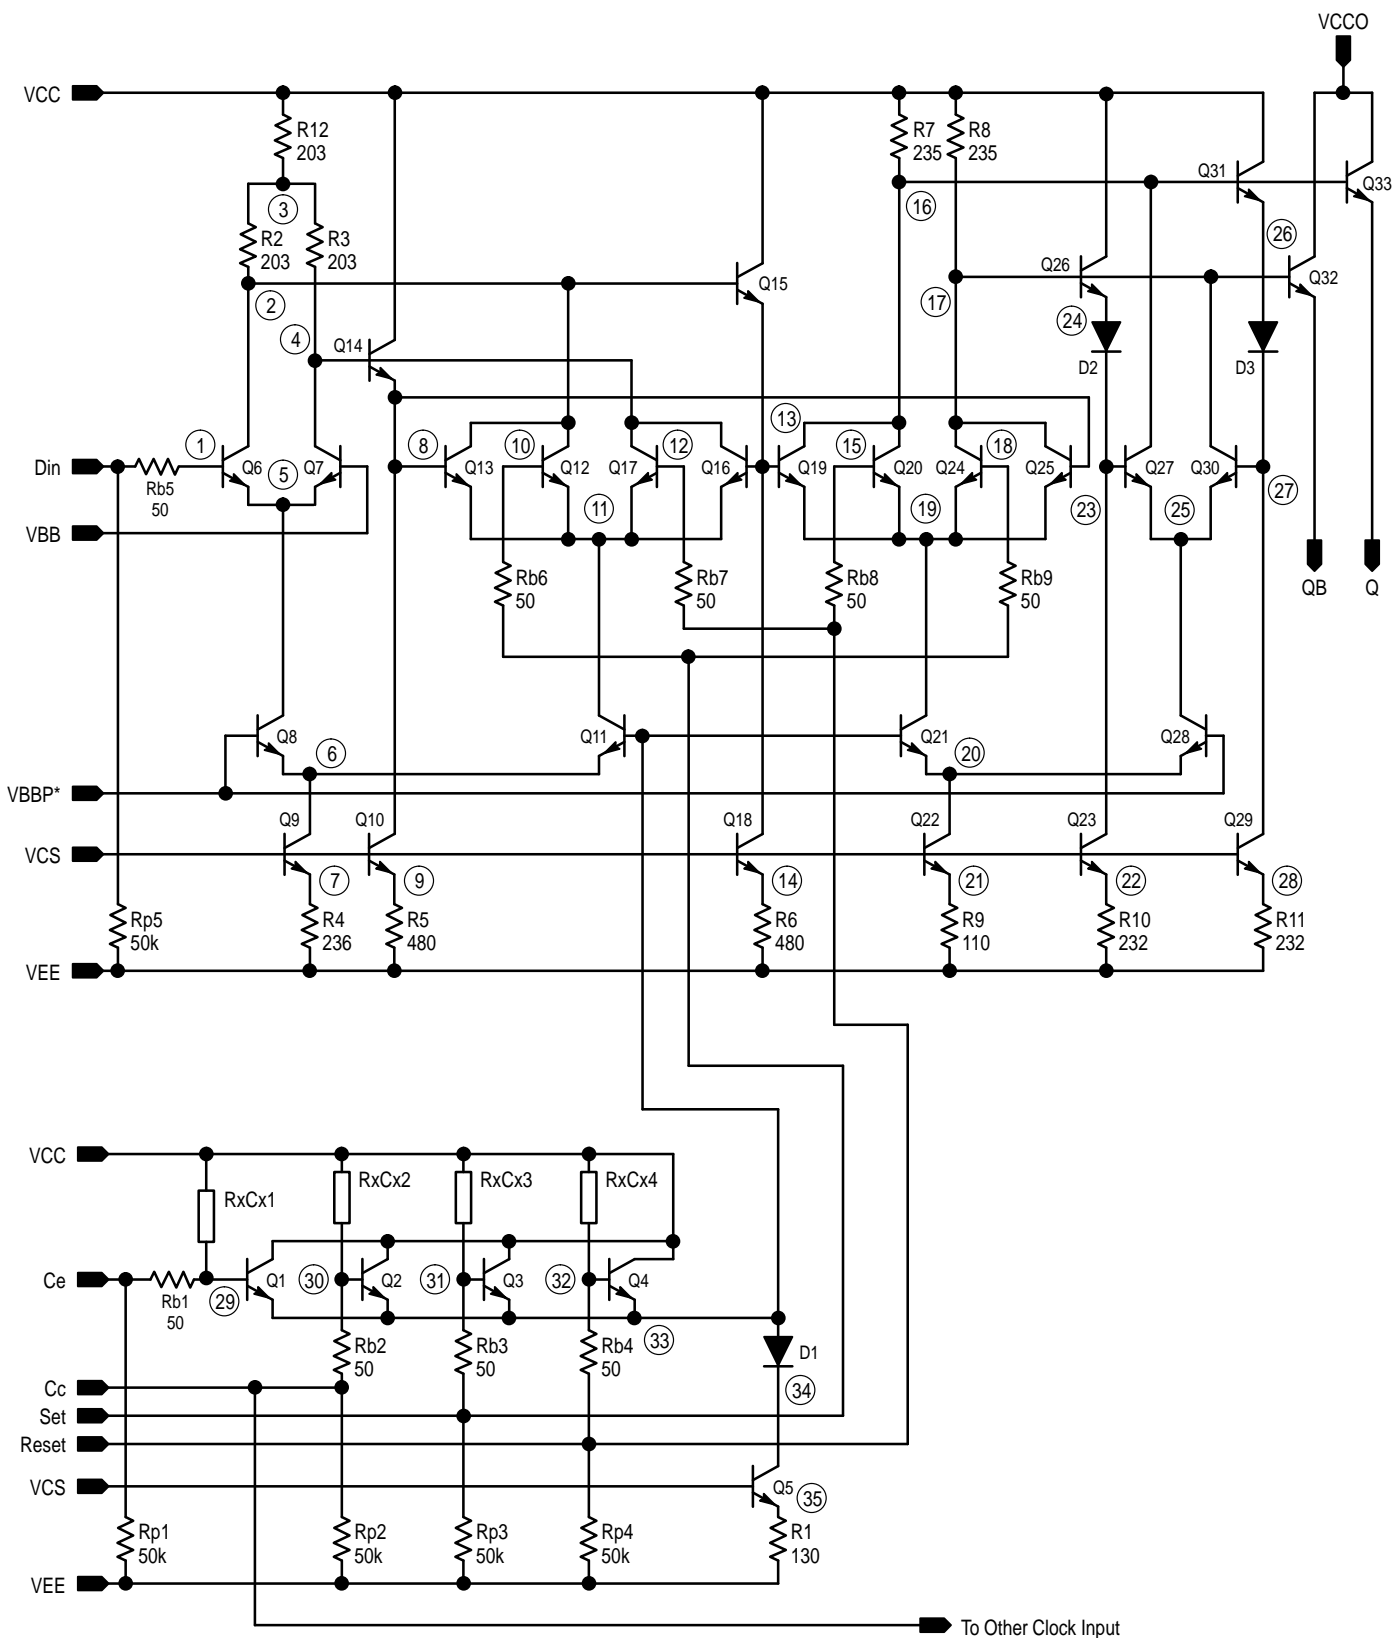 VCCO
VCC
R12
203
R7
235
R8
235
Q31
Q33
3
16
R2
203
R3
203
26
Q26
Q15
Q32
2
17
24
4
Q14
D2
D3
13
1
8
10
12
15
18
Din
Q6
Q7
Q13
Q12
Q17
Q16
Q19
Q20
Q24
Q25
Q27
Q30
5
Rb5
50
11
19
23
25
27
VBB
Rb6
50
Rb7
50
Rb8
50
Rb9
50
QB
Q
Q8
Q11
Q21
Q28
6
20
VBBP*
Q9
Q10
Q18
Q22
Q23
Q29
VCS
7
9
14
21
22
28
Rp5
50k
R4
236
R5
480
R6
480
R9
110
R10
232
R11
232
VEE
VCC
RxCx1
RxCx2
RxCx3
RxCx4
Ce
Q1
30
Q2
31
Q3
32
Q4
Rb1
50
29
33
Rb2
50
Rb3
50
Rb4
50
D1
Cc
34
Set
Reset
VCS
Q5
35
Rp1
50k
Rp2
50k
Rp3
50k
Rp4
50k
R1
130
VEE
To Other Clock Input